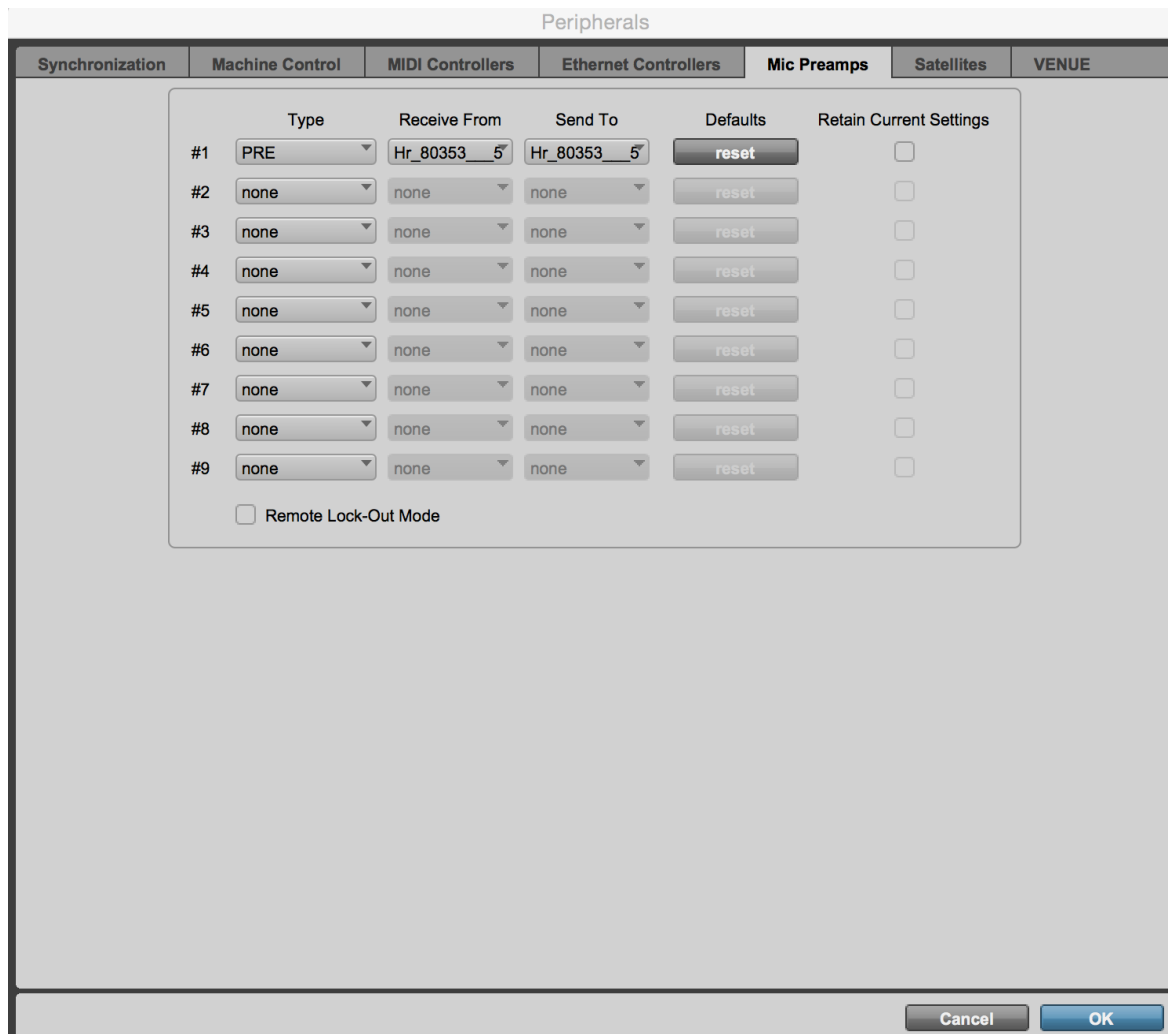 Peripherals
Synchronization Machine Control MIDI Controllers Ethernet Controllers Mic Preamps Satellites VENUE
Type Receive From Send To Defaults Retain Current Settings
#1 PRE Hr_80353___5 Hr_80353___5 reset
#2 none none none reset
#3 none none none reset
#4 none none none reset
#5 none none none reset
#6 none none none reset
#7 none none none reset
#8 none none none reset
#9 none none none reset
Remote Lock-Out Mode
Cancel OK